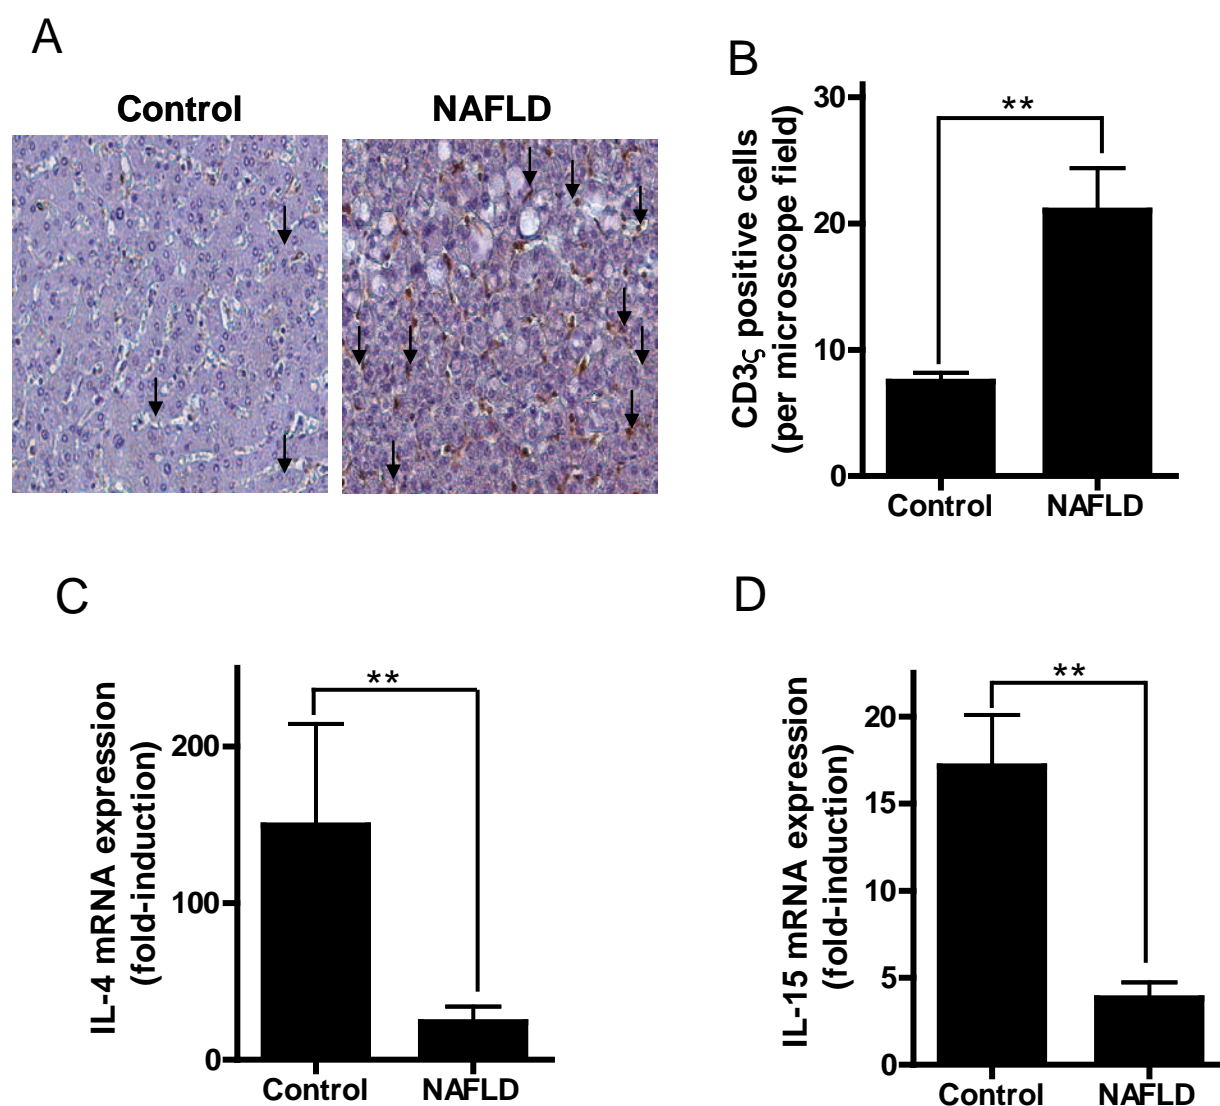 A
Control
NAFLD
B
CD3ς positive cells
(per microscope field)
30
20
10
0
**
Control
NAFLD
C
IL-4 mRNA expression
(fold-induction)
200
100
0
**
Control
NAFLD
D
IL-15 mRNA expression
(fold-induction)
20
15
10
5
0
**
Control
NAFLD